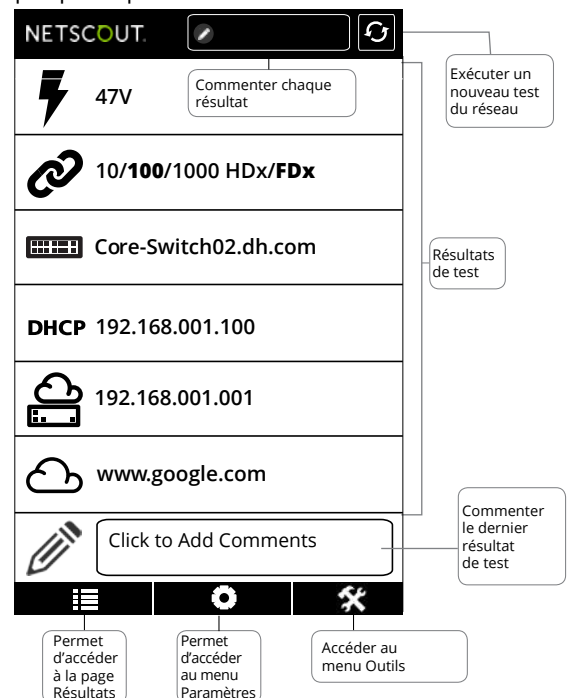 NETSCOUT.
Commenter chaque
résultat
Exécuter un
nouveau test
du réseau
47V
10/100/1000 HDx/FDx
Core-Switch02.dh.com
Résultats
de test
DHCP 192.168.001.100
192.168.001.001
www.google.com
Click to Add Comments
Commenter
le dernier
résultat
de test
Permet
d'accéder
à la page
Résultats
Permet
d'accéder
au menu
Paramètres
Accéder au
menu Outils